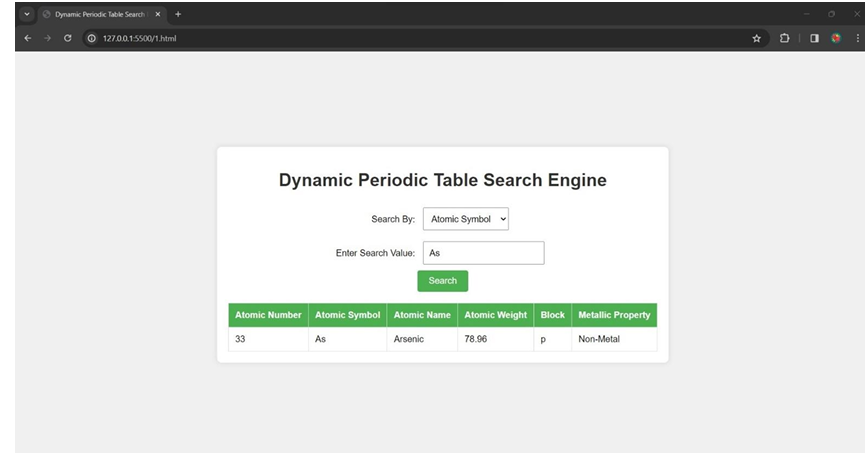 Dynamic Periodic Table Search
127.0.0.1:5500/1.html
Dynamic Periodic Table Search Engine
Search By: Atomic Symbol
Enter Search Value: As
Search
Atomic Number Atomic Symbol Atomic Name Atomic Weight Block Metallic Property
33 As Arsenic 78.96 p Non-Metal